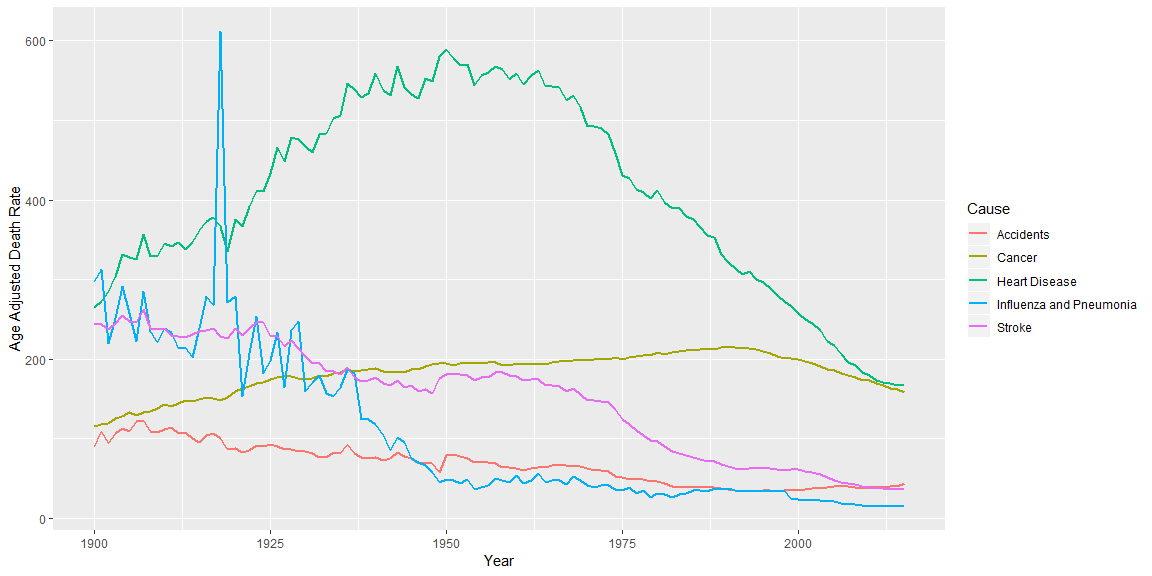 Age Adjusted Death Rate
600
400
200
0
1900
1925
1950
1975
2000
Year
Cause
Accidents
Cancer
Heart Disease
Influenza and Pneumonia
Stroke